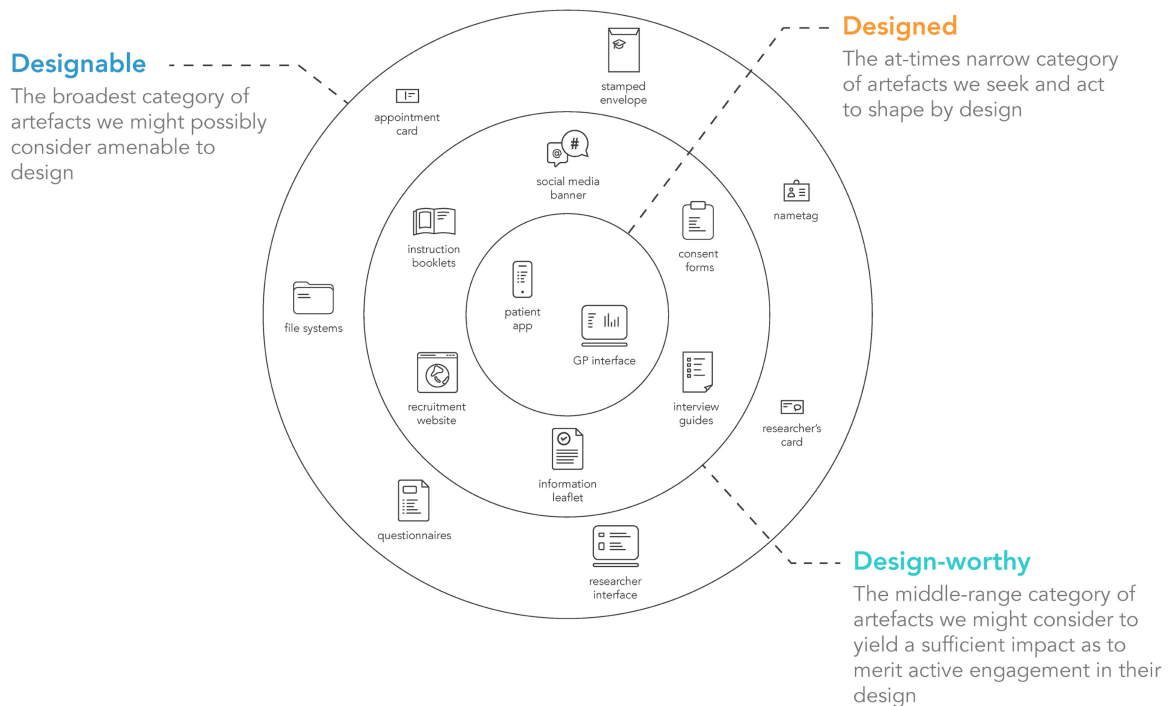 Designable
The broadest category of
artefacts we might possibly
consider amenable to
design
Designed
The at-times narrow category
of artefacts we seek and act
to shape by design
stamped
envelope
appointment
card
#
@
social media
banner
nametag
instruction
booklets
consent
forms
file systems
patient
app
GP interface
recruitment
website
interview
guides
researcher's
card
information
leaflet
questionnaires
researcher
interface
Design-worthy
The middle-range category of
artefacts we might consider to
yield a sufficient impact as to
merit active engagement in their
design